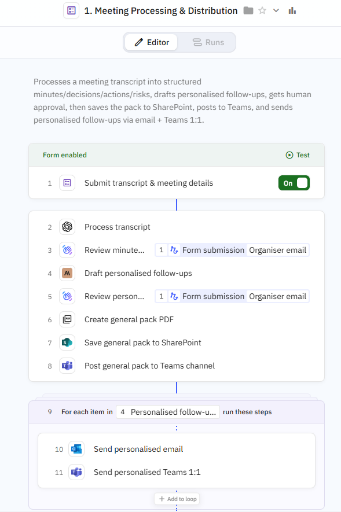 1. Meeting Processing & Distribution
Editor
Runs
Processes a meeting transcript into structured
minutes/decisions/actions/risks, drafts personalised follow-ups, gets human
approval, then saves the pack to SharePoint, posts to Teams, and sends
personalised follow-ups via email + Teams 1:1.
Form enabled
Test
1 Submit transcript & meeting details On
2 Process transcript
3 Review minute... 1 Form submission Organiser email
4 Draft personalised follow-ups
5 Review person... 1 Form submission Organiser email
6 Create general pack PDF
7 Save general pack to SharePoint
8 Post general pack to Teams channel
9 For each item in 4 Personalised follow-u... run these steps
10 Send personalised email
11 Send personalised Teams 1:1
+ Add to loop